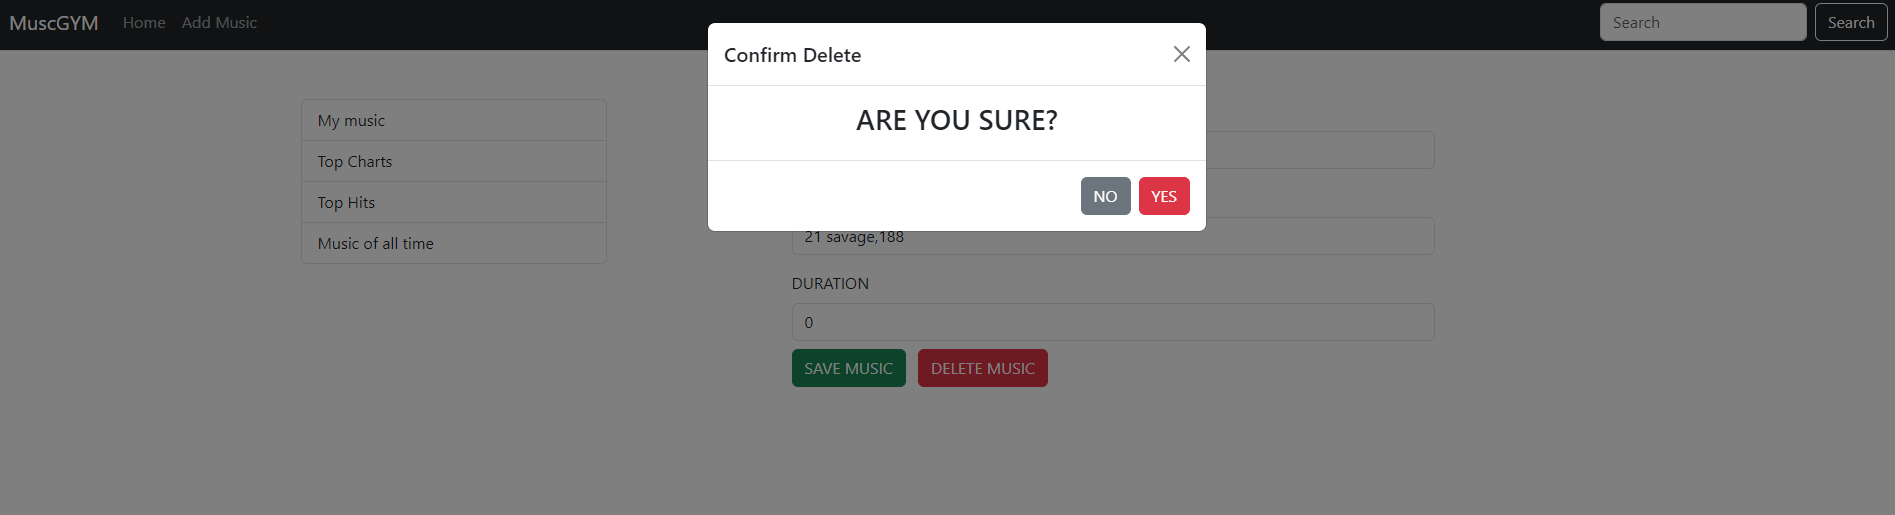 MuscGYM Home Add Music Search Search
Confirm Delete
ARE YOU SURE?
NO YES
My music
Top Charts
Top Hits
Music of all time
21 savage,188
DURATION
0
SAVE MUSIC DELETE MUSIC